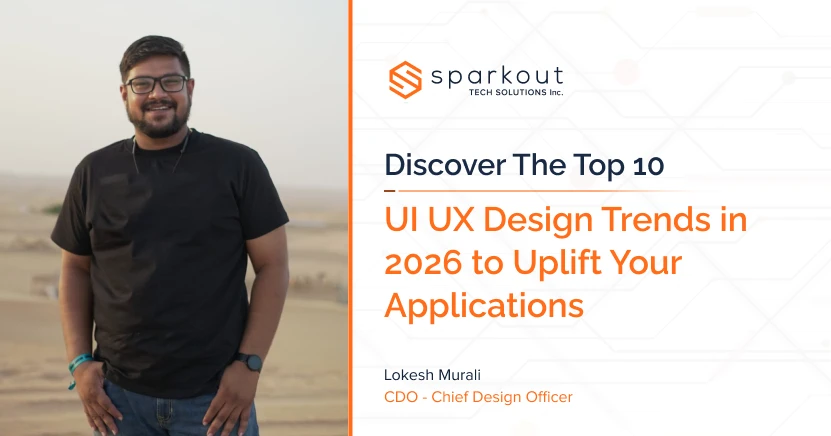 sparkout
TECH SOLUTIONS Inc.
Discover The Top 10
UI UX Design Trends in
2026 to Uplift Your
Applications
Lokesh Murali
CDO - Chief Design Officer